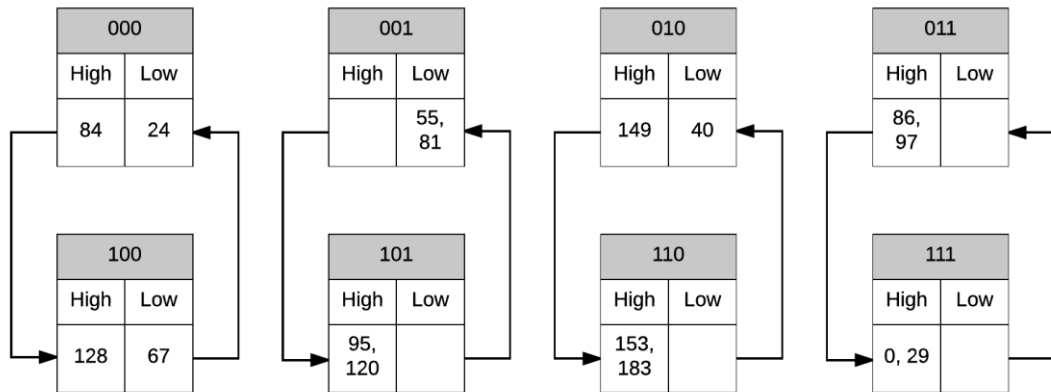 000 001 010 011
High Low High Low High Low High Low
84 24 55, 81 149 40 86, 97
100 101 110 111
High Low High Low High Low High Low
128 67 95, 120 153, 183 0, 29